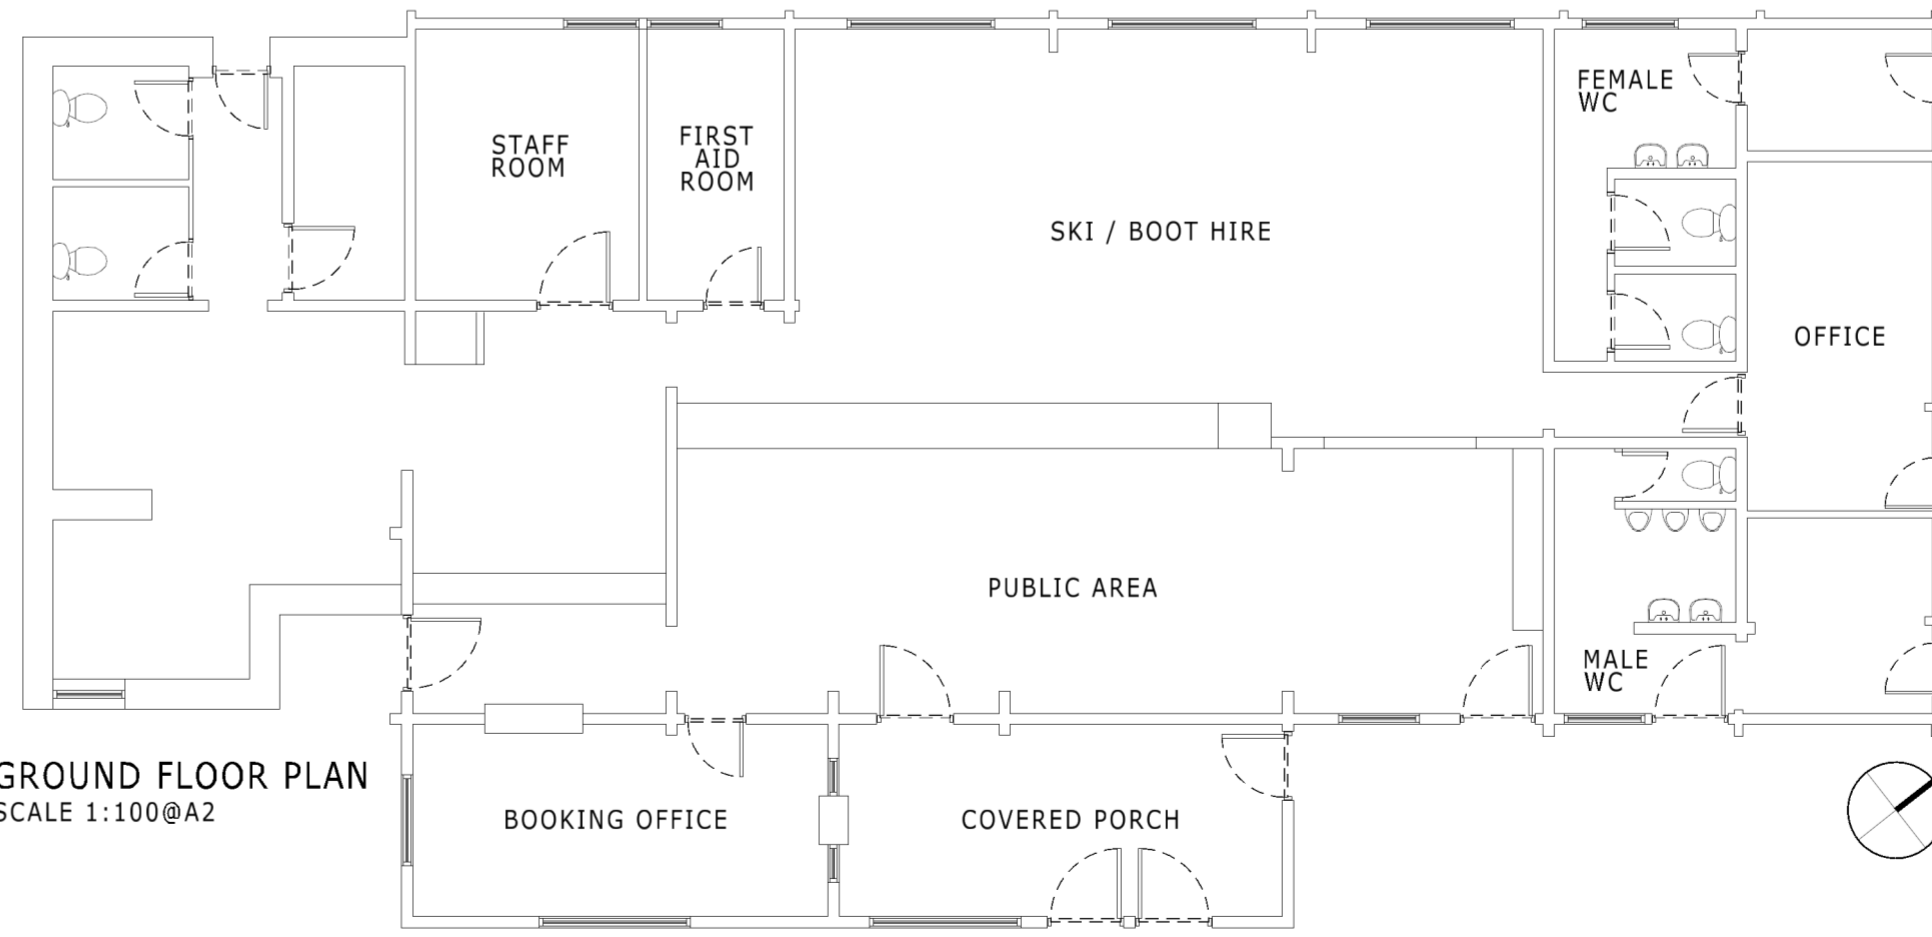 FEMALE
WC
STAFF
ROOM
FIRST
AID
ROOM
SKI / BOOT HIRE
OFFICE
PUBLIC AREA
MALE
WC
GROUND FLOOR PLAN
SCALE 1:100@A2
BOOKING OFFICE
COVERED PORCH